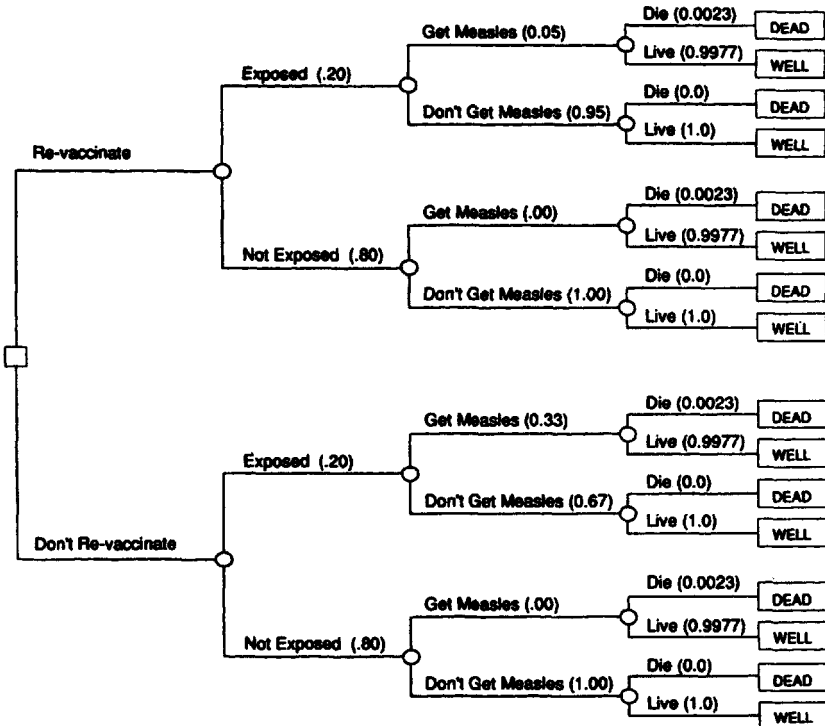 Die (0.0023)
DEAD
Get Measles (0.05)
Live (0.9977)
WELL
Exposed (.20)
Die (0.0)
DEAD
Don't Get Measles (0.95)
Live (1.0)
WELL
Re-vaccinate
Die (0.0023)
DEAD
Get Measles (.00)
Live (0.9977)
WELL
Not Exposed (.80)
Die (0.0)
DEAD
Don't Get Measles (1.00)
Live (1.0)
WELL
Die (0.0023)
DEAD
Get Measles (0.33)
Live (0.9977)
WELL
Exposed (.20)
Die (0.0)
DEAD
Don't Get Measles (0.67)
Live (1.0)
WELL
Don't Re-vaccinate
Die (0.0023)
DEAD
Get Measles (.00)
Live (0.9977)
WELL
Not Exposed (.80)
Die (0.0)
DEAD
Don't Get Measles (1.00)
Live (1.0)
WELL